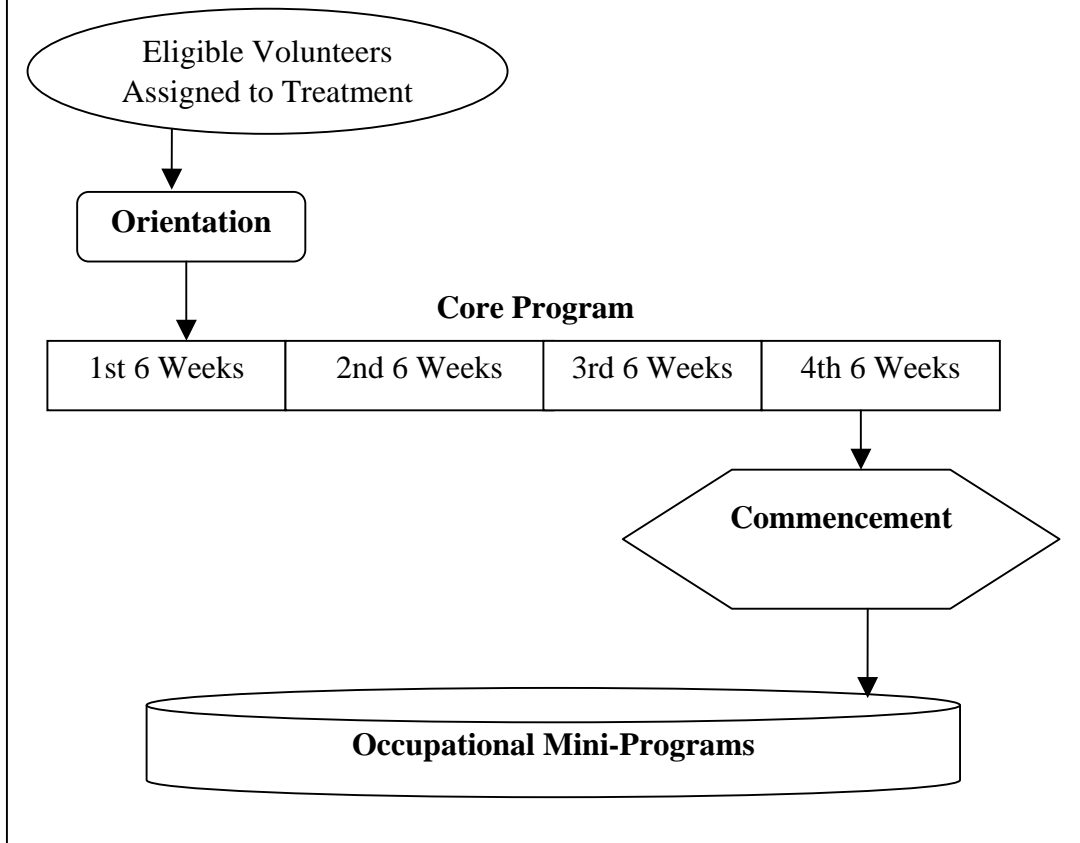 Eligible Volunteers
Assigned to Treatment
Orientation
Core Program
1st 6 Weeks 2nd 6 Weeks 3rd 6 Weeks 4th 6 Weeks
Commencement
Occupational Mini-Programs